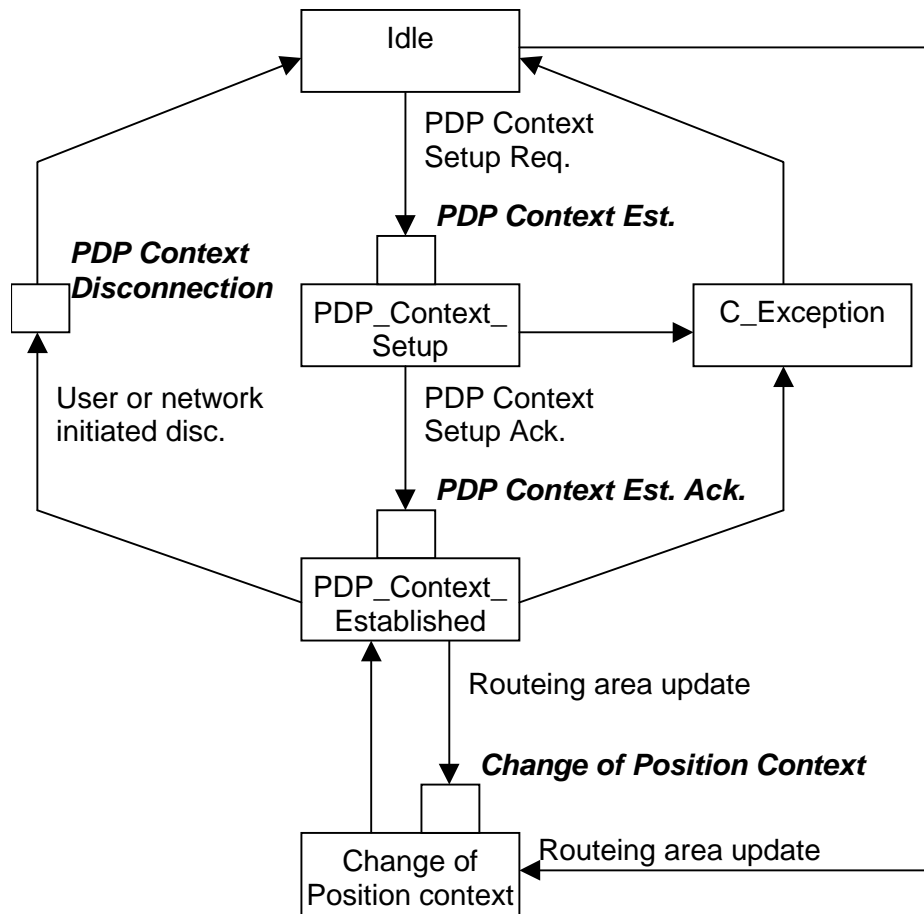 Idle
PDP Context
Setup Req.
PDP Context Est.
PDP Context
Disconnection
PDP_Context_
Setup
C_Exception
User or network
initiated disc.
PDP Context
Setup Ack.
PDP Context Est. Ack.
PDP_Context_
Established
Routeing area update
Change of Position Context
Change of
Position context
Routeing area update